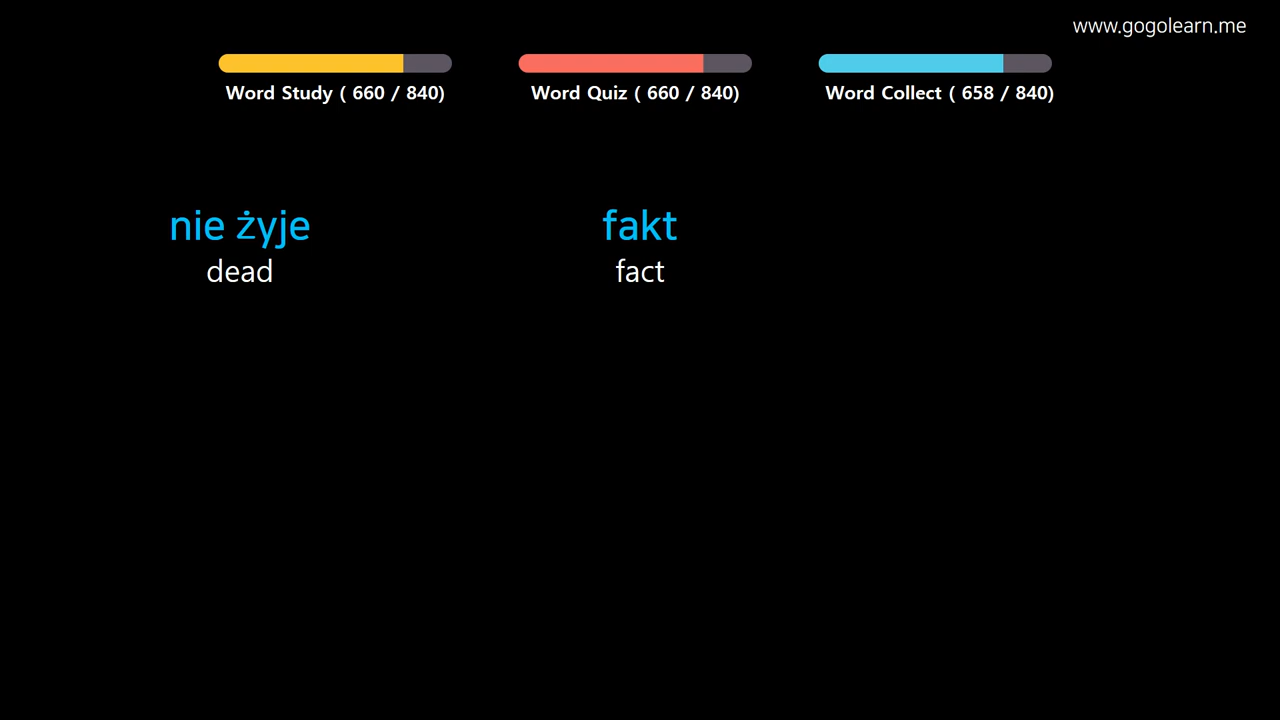 www.gogolearn.me
Word Study ( 660 / 840)
Word Quiz ( 660 / 840)
Word Collect ( 658 / 840)
nie żyje
dead
fakt
fact